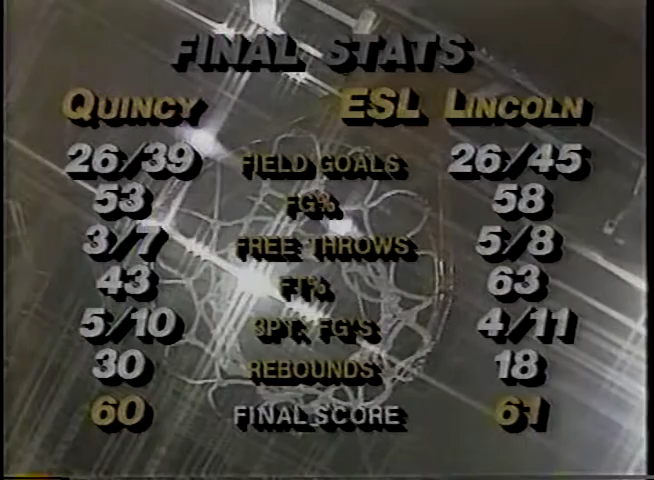 FINAL STATS
QUINCY ESL LINCOLN
26/39 FIELD GOALS 26/45
53 FG% 58
3/7 FREE THROWS 5/8
43 FT% 63
5/10 3PT. FG'S 4/11
30 REBOUNDS 18
60 FINAL SCORE 61